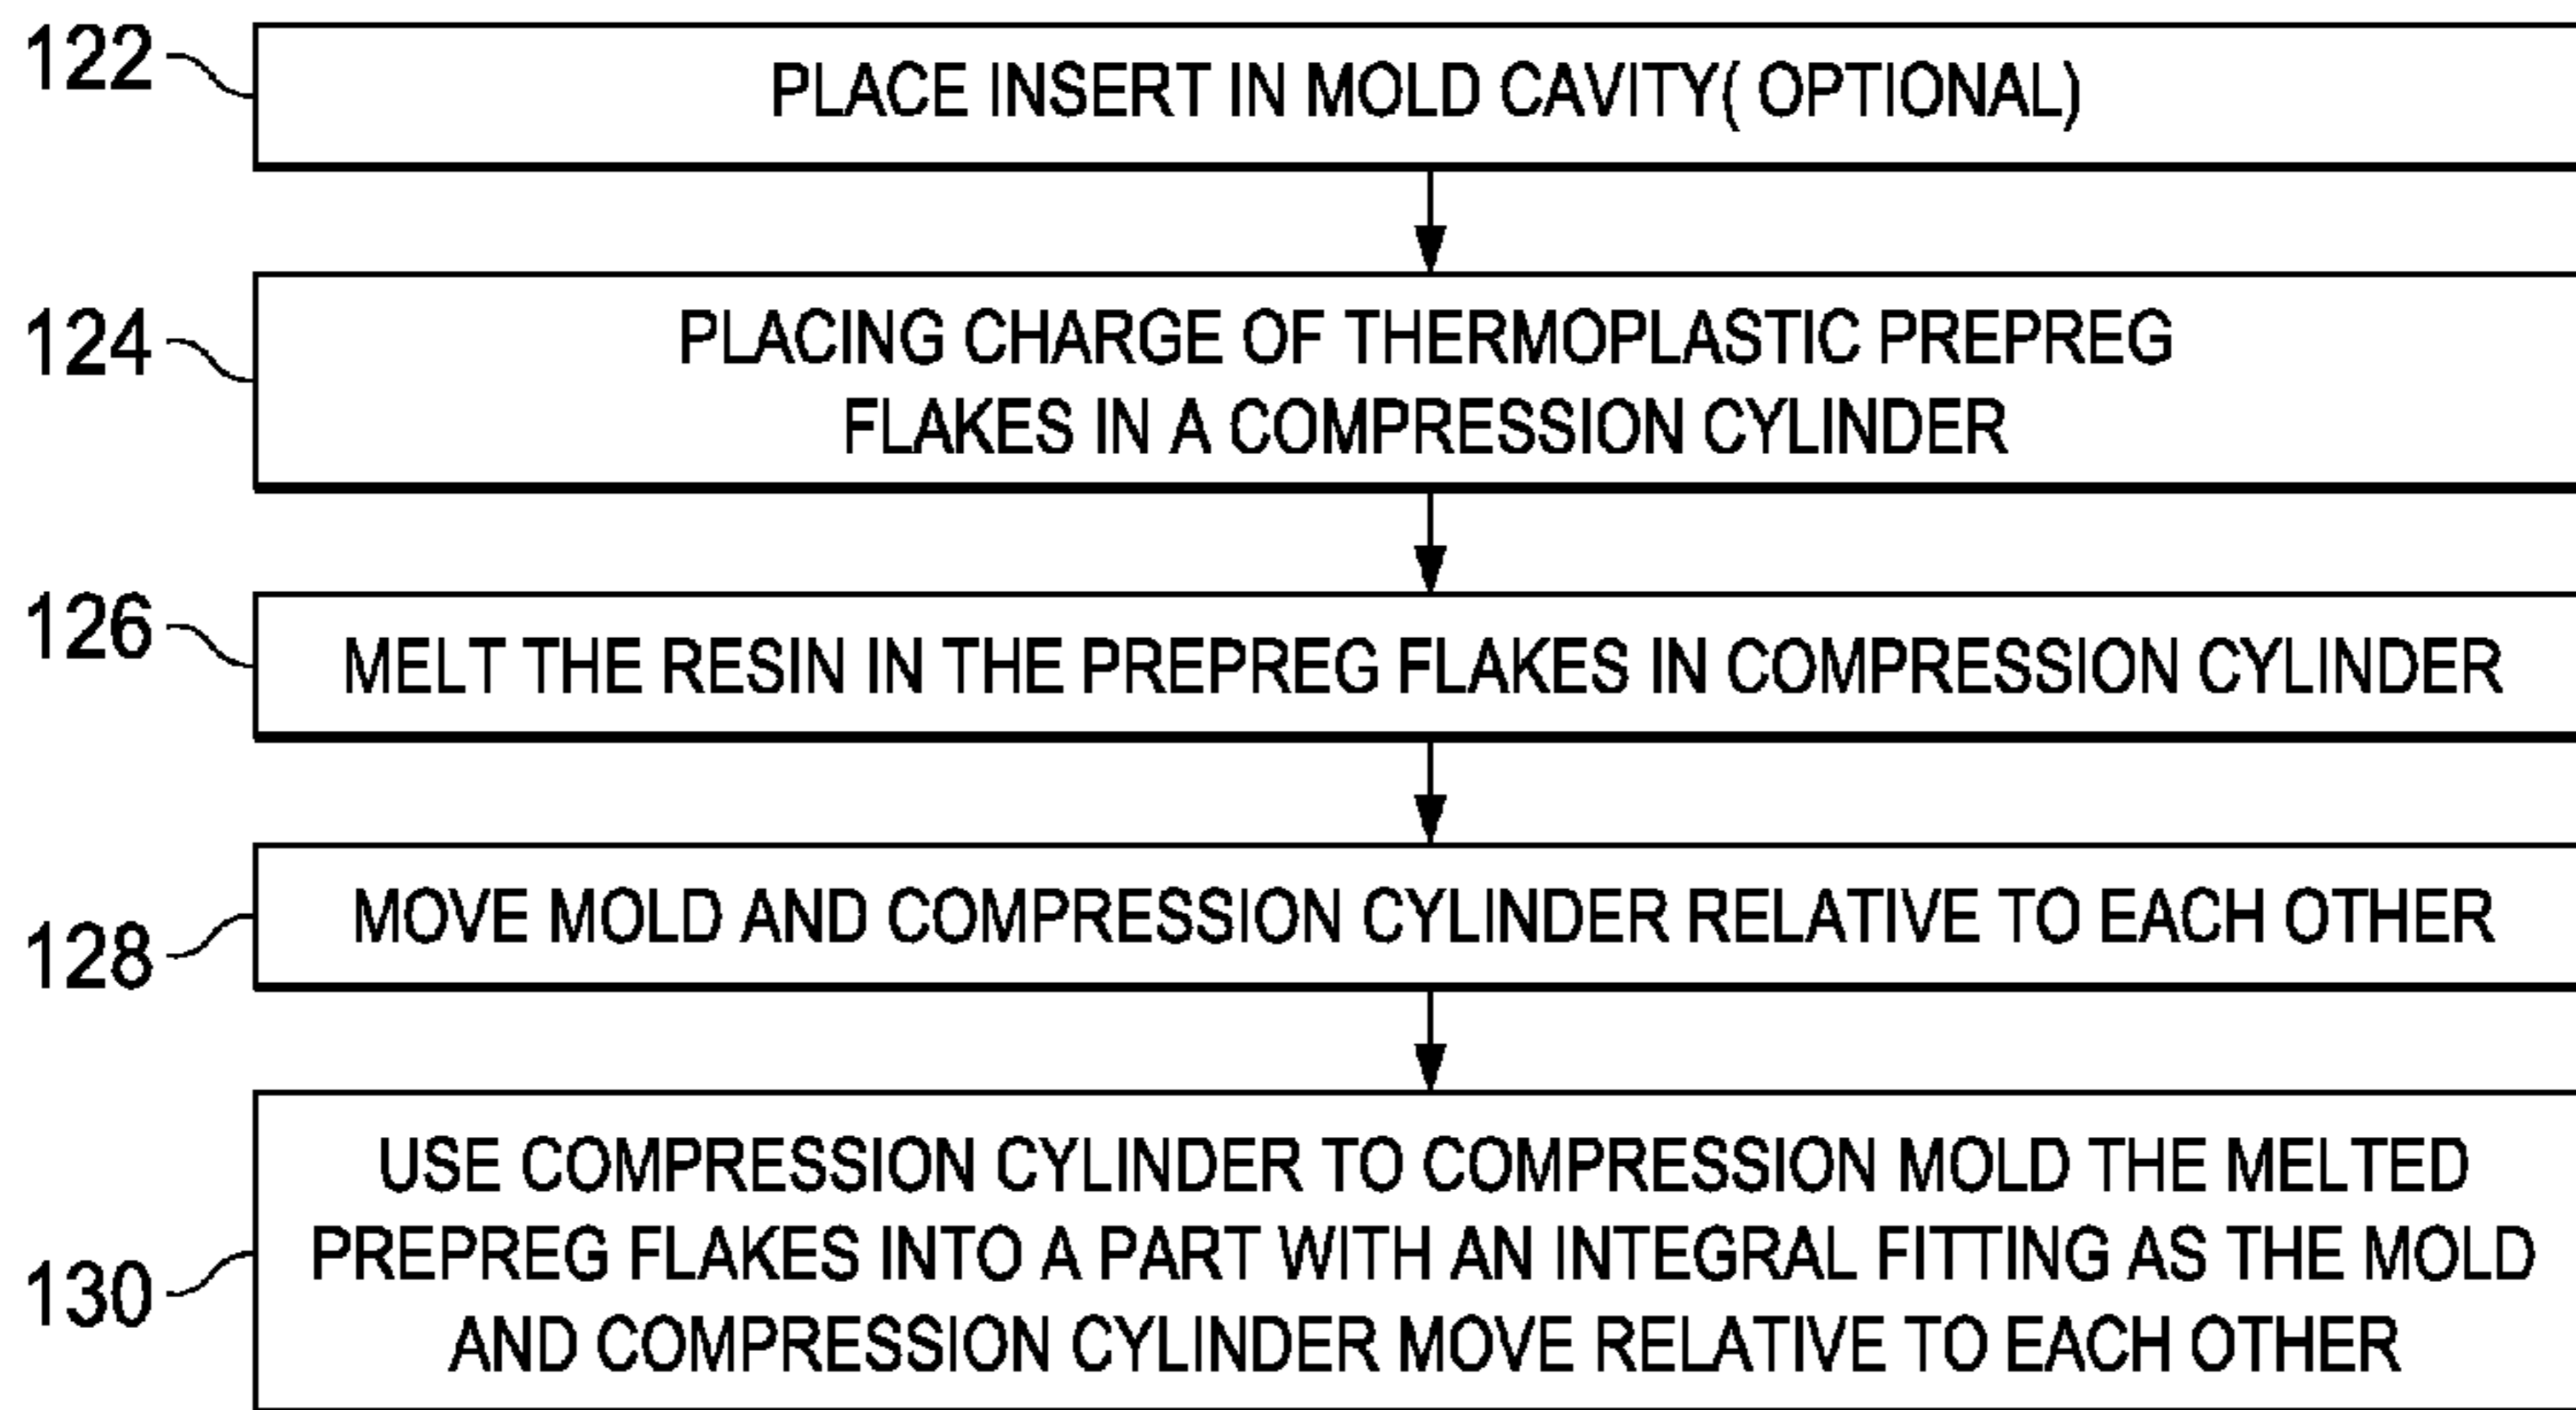 122
PLACE INSERT IN MOLD CAVITY( OPTIONAL)
124
PLACING CHARGE OF THERMOPLASTIC PREPREG
FLAKES IN A COMPRESSION CYLINDER
126
MELT THE RESIN IN THE PREPREG FLAKES IN COMPRESSION CYLINDER
128
MOVE MOLD AND COMPRESSION CYLINDER RELATIVE TO EACH OTHER
130
USE COMPRESSION CYLINDER TO COMPRESSION MOLD THE MELTED
PREPREG FLAKES INTO A PART WITH AN INTEGRAL FITTING AS THE MOLD
AND COMPRESSION CYLINDER MOVE RELATIVE TO EACH OTHER